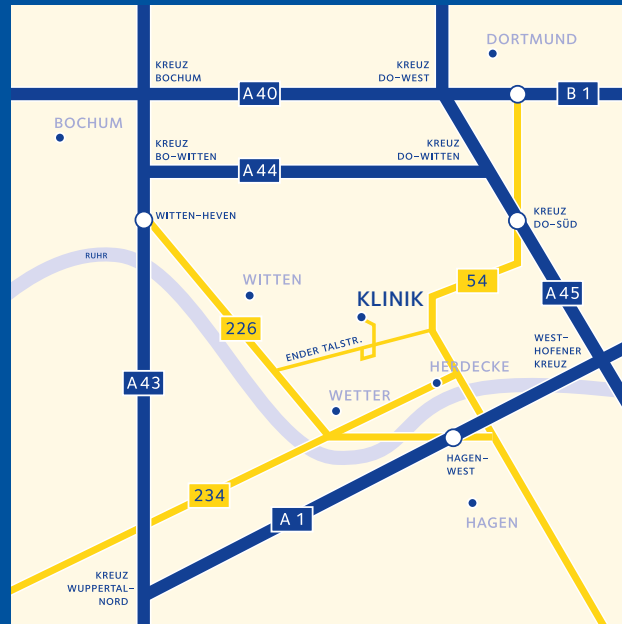 DORTMUND
KREUZ
BOCHUM
KREUZ
DO-WEST
A 40
B 1
BOCHUM
KREUZ
BO-WITTEN
KREUZ
DO-WITTEN
A 44
WITTEN-HEVEN
KREUZ
DO-SÜD
RUHR
WITTEN
54
KLINIK
A 45
226
ENDER TALSTR.
WEST-
HOFENER
KREUZ
HERDECKE
A 43
WETTER
HAGEN-
WEST
234
A 1
HAGEN
KREUZ
WUPPERTAL-
NORD